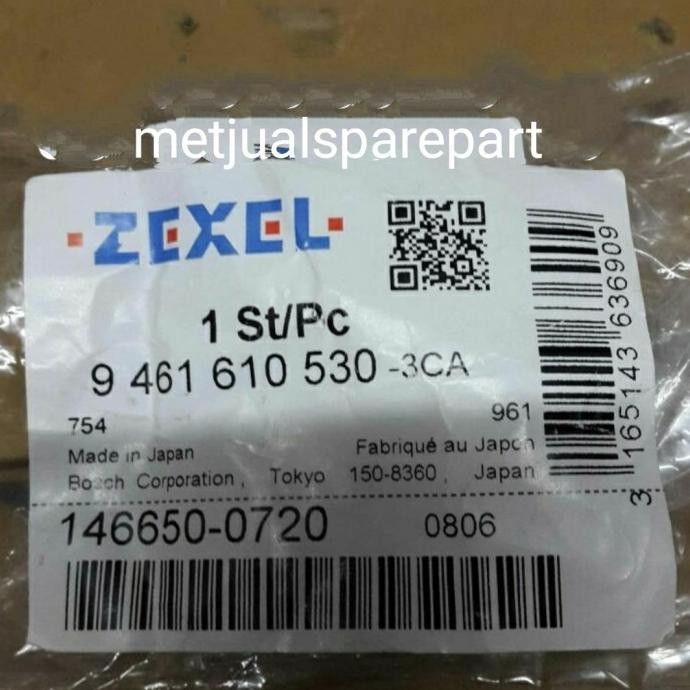 metjualsparepart
ZEXEL
1 St/Pc
9 461 610 530 -3CA
754 961
Made in Japan Fabriqué au Japon
Bosch Corporation, Tokyo 150-8360, Japan
146650-0720 0806
3 165143 636909